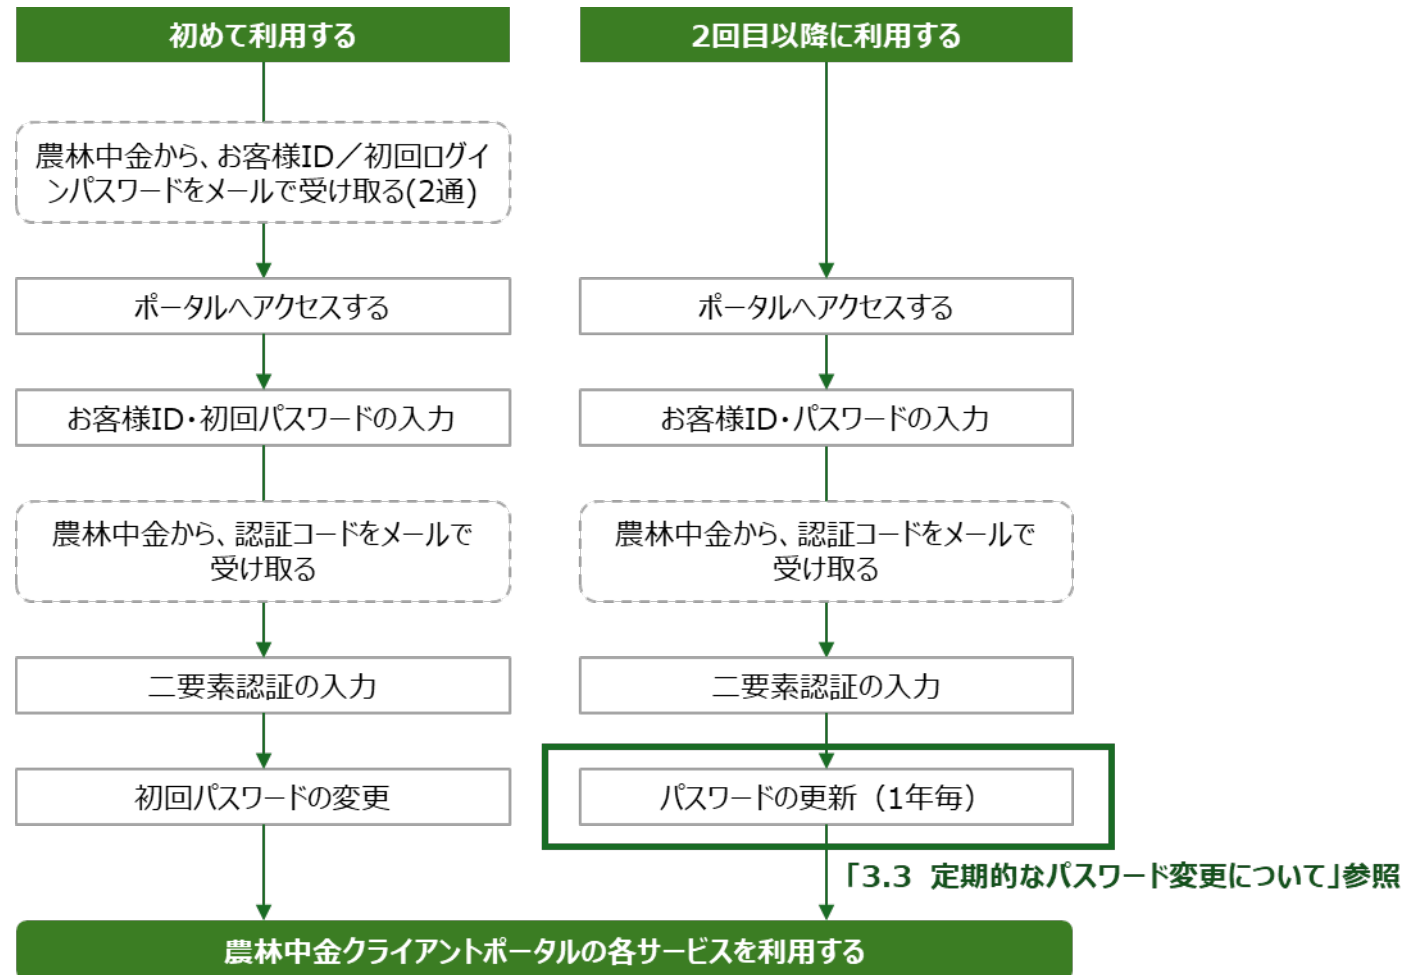 初めて利用する
農林中金から、お客様ID／初回ログイ
ンパスワードをメールで受け取る(2通)
ポータルへアクセスする
お客様ID・初回パスワードの入力
農林中金から、認証コードをメールで
受け取る
二要素認証の入力
初回パスワードの変更
2回目以降に利用する
ポータルへアクセスする
お客様ID・パスワードの入力
農林中金から、認証コードをメールで
受け取る
二要素認証の入力
パスワードの更新（1年毎）
「3.3 定期的なパスワード変更について」参照
農林中金クライアントポータルの各サービスを利用する